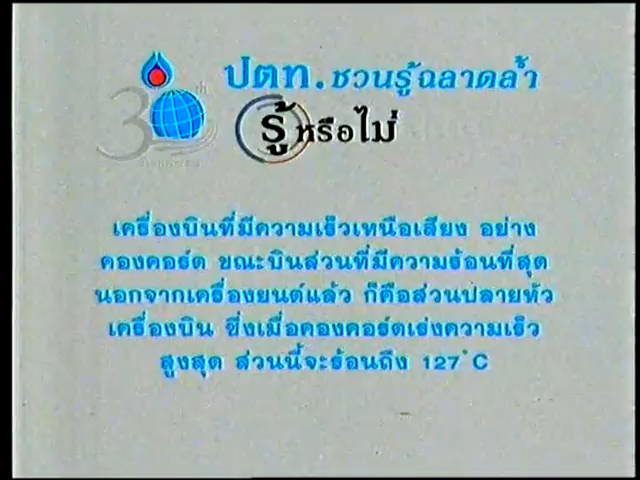 ปตท.ชวนรู้ฉลาดล้ำ
30th
รู้หรือไม่
เครื่องบินที่มีความเร็วเหนือเสียง อย่าง
คองคอร์ด ขณะบินส่วนที่มีความร้อนที่สุด
นอกจากเครื่องยนต์แล้ว ก็คือส่วนปลายหัว
เครื่องบิน ซึ่งเมื่อคองคอร์ดเร่งความเร็ว
สูงสุด ส่วนนี้จะร้อนถึง 127°C